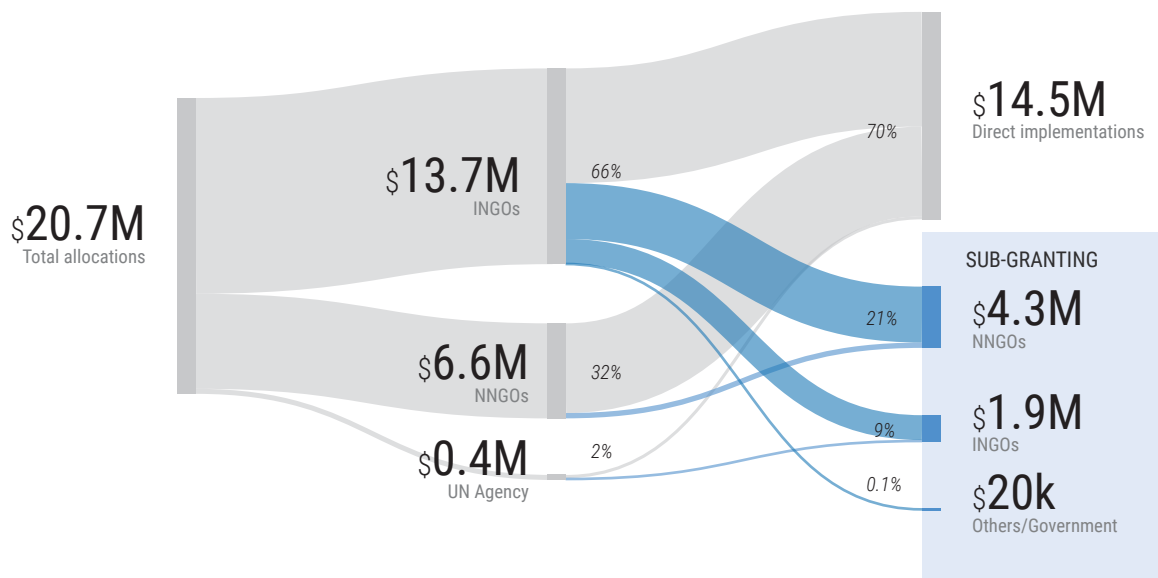 $20.7M
Total allocations
$13.7M
INGOs
66%
$6.6M
NNGOs
32%
$0.4M
UN Agency
2%
70%
$14.5M
Direct implementations
SUB-GRANTING
21%
$4.3M
NNGOs
9%
$1.9M
INGOs
0.1%
$20k
Others/Government